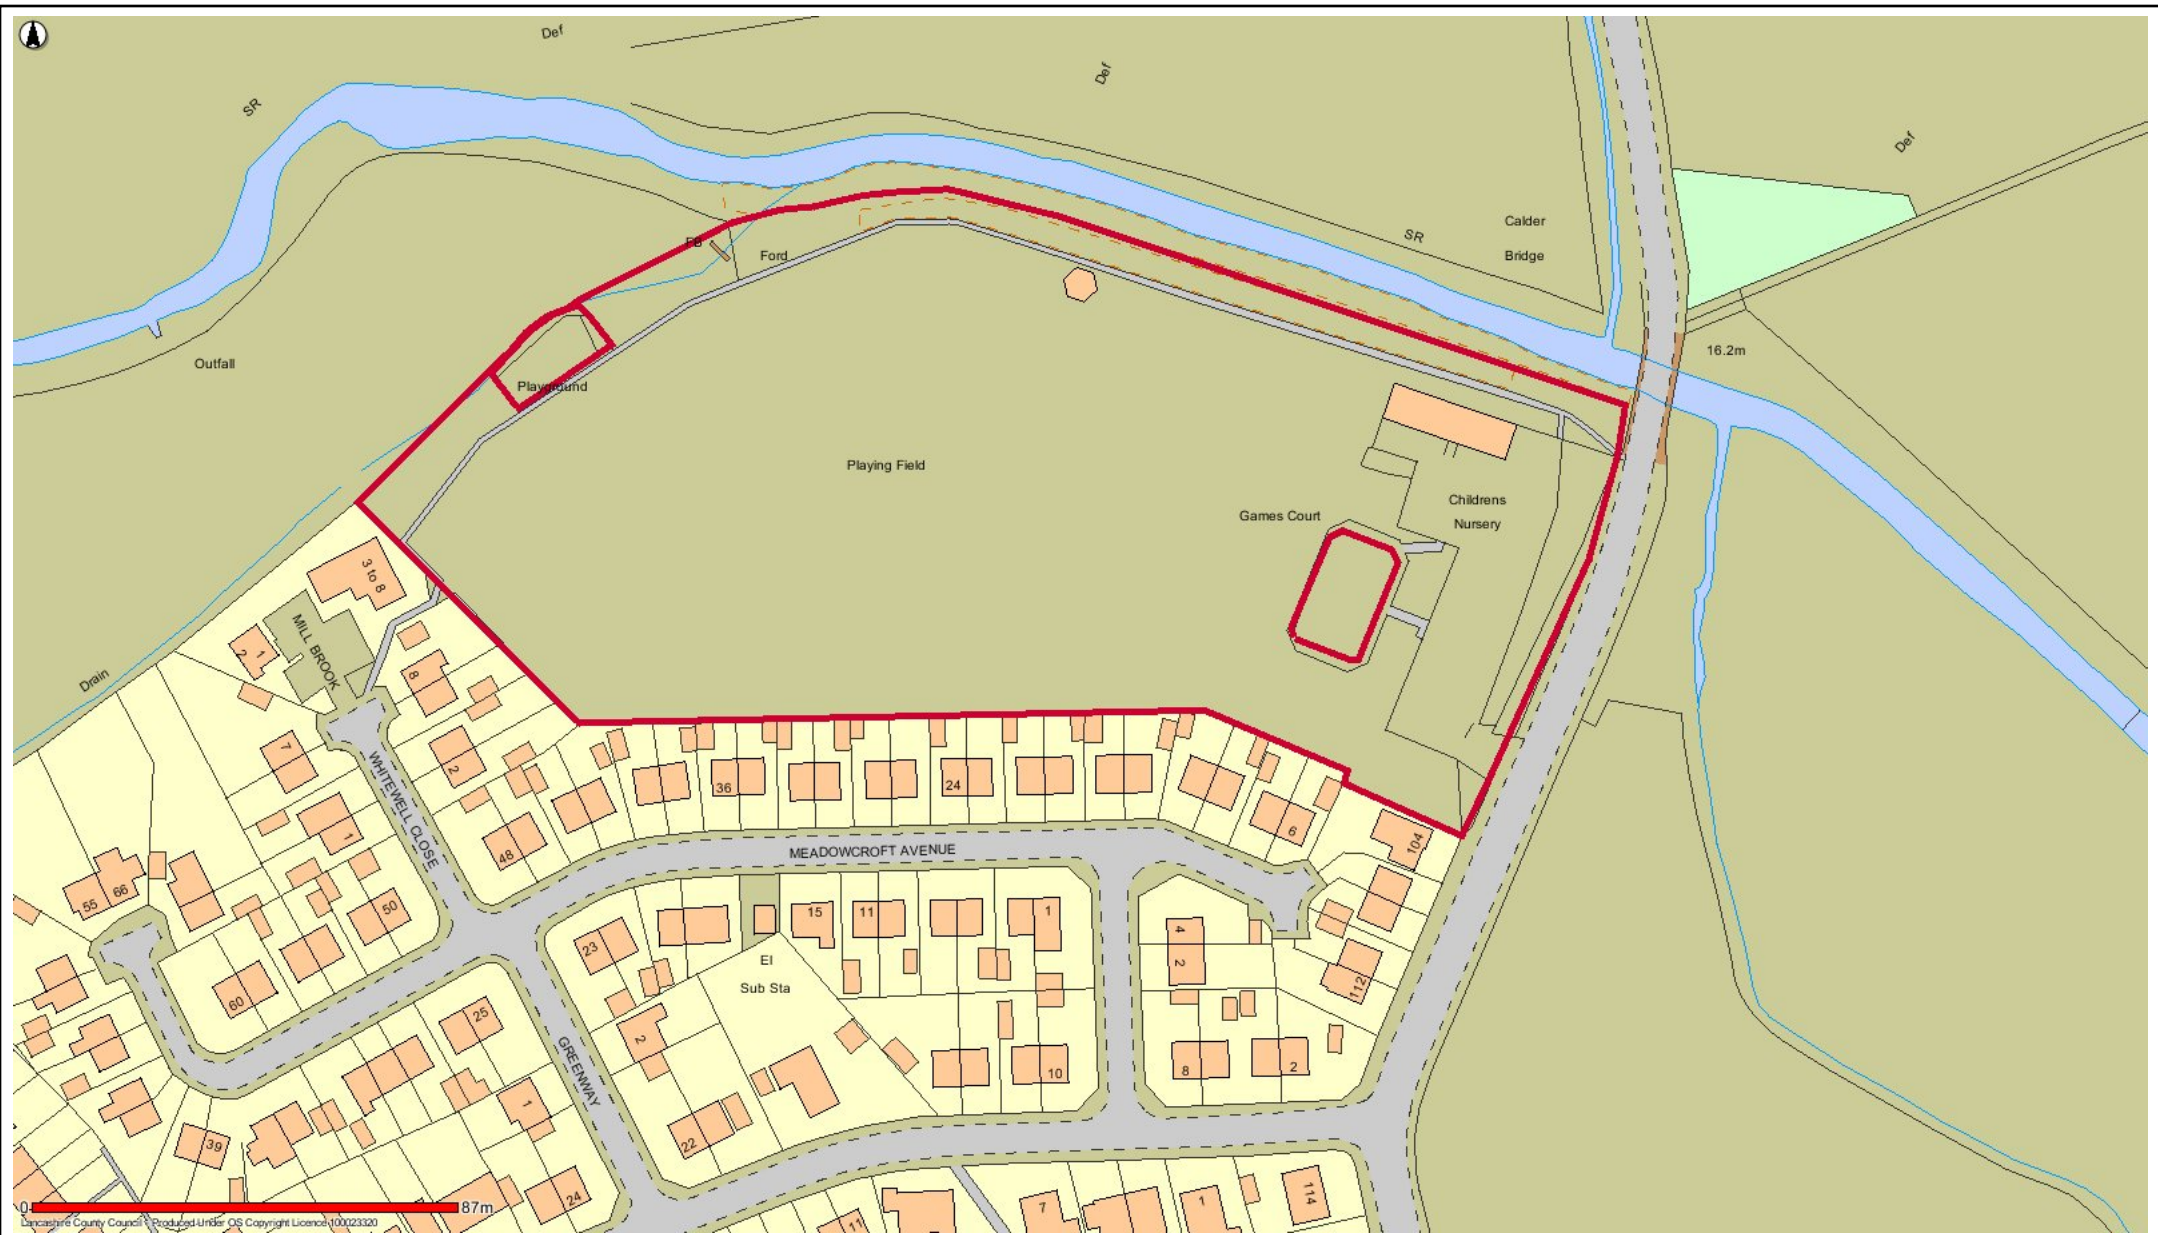 Def
Def
SR
Def
Calder
Bridge
SR
FB
Ford
16.2m
Outfall
Playground
Playing Field
Childrens
Nursery
Games Court
3 to 8
MILL BROOK
1
2
8
Drain
7
2
WHITEWELL CLOSE
1
36
24
48
6
104
MEADOWCROFT AVENUE
66
55
50
60
23
15
11
1
4
2
112
El
Sub Sta
25
2
GREENWAY
1
10
8
2
22
39
24
7
1
114
11
0
87m
Lancashire County Council - Produced Under OS Copyright Licence 100023320